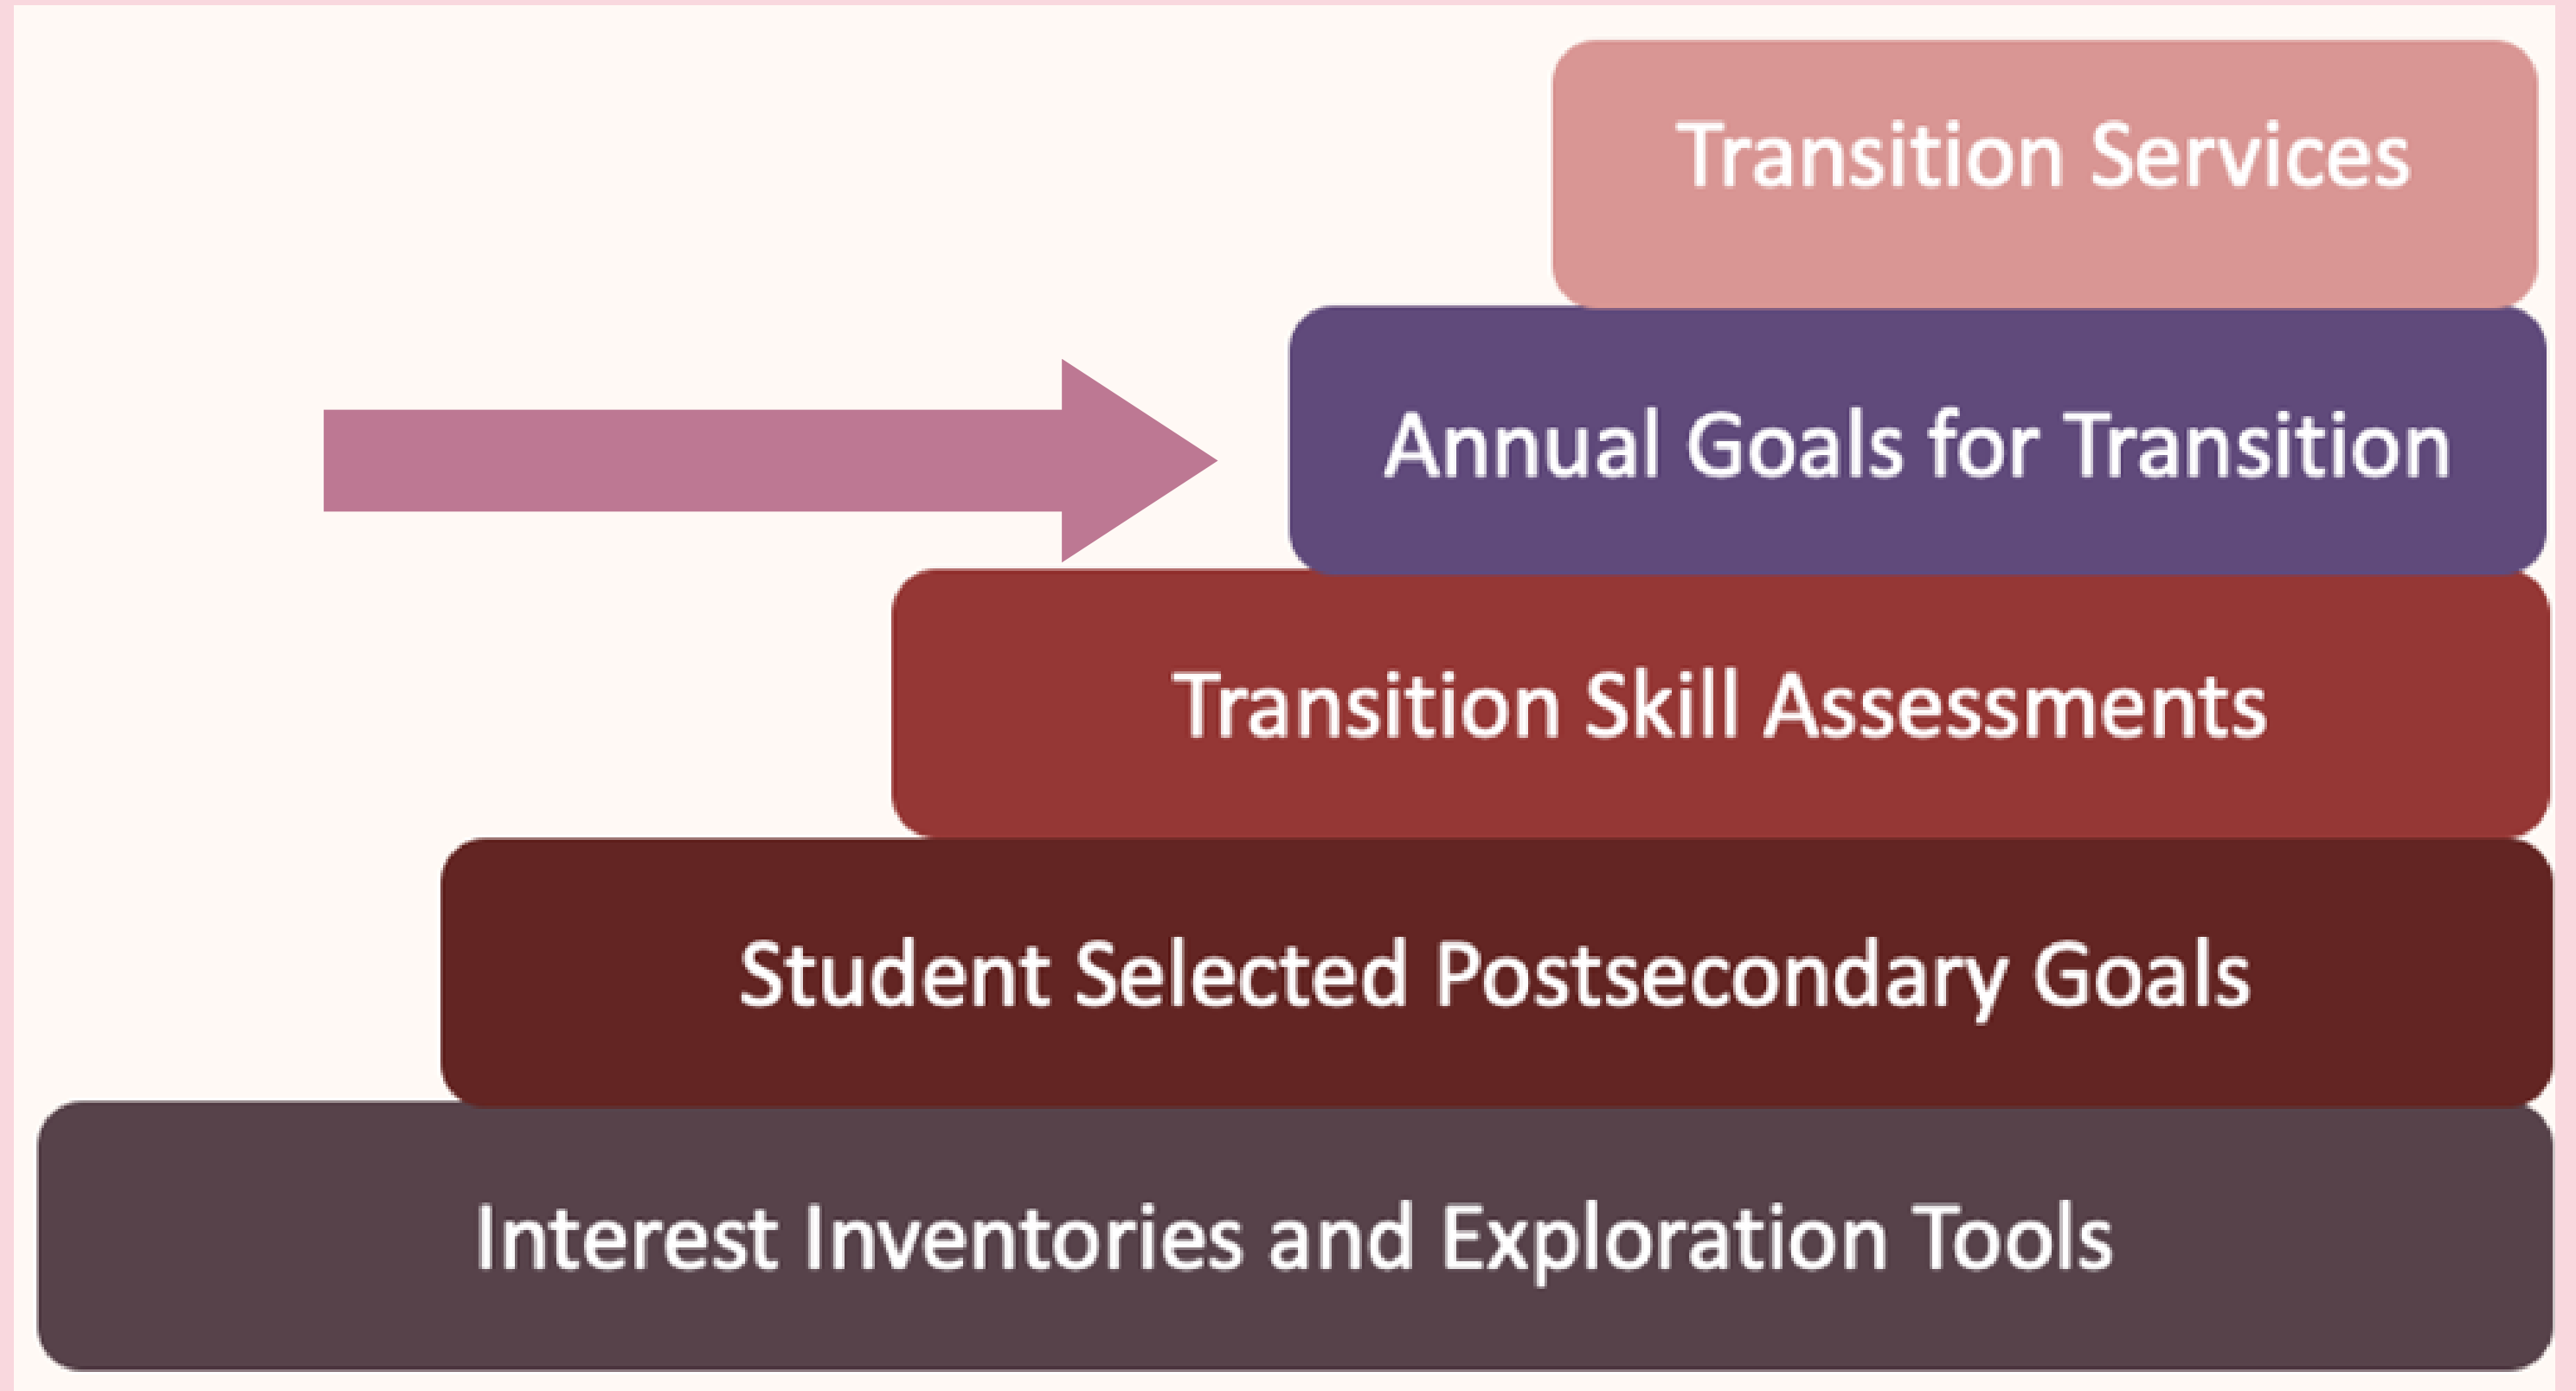 Transition Services
Annual Goals for Transition
Transition Skill Assessments
Student Selected Postsecondary Goals
Interest Inventories and Exploration Tools